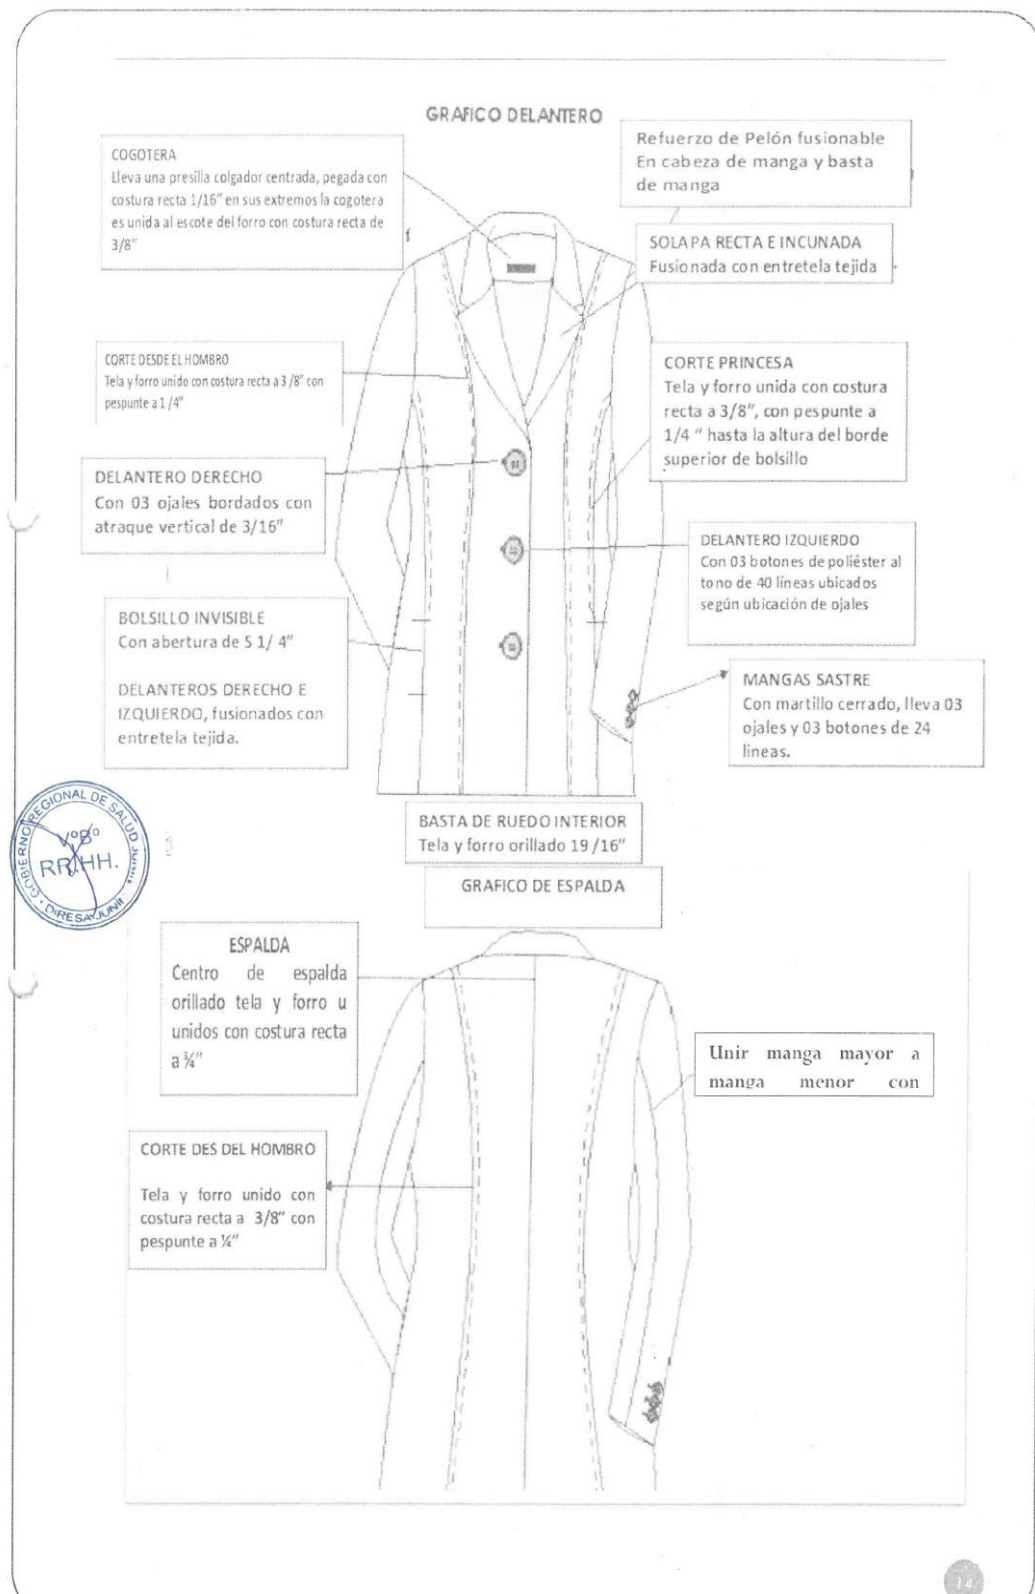 GRAFICO DELANTERO
COGOTERA
Lleva una presilla colgador centrada, pegada con
costura recta 1/16" en sus extremos la cogotera
es unida al escote del forro con costura recta de
3/8"
Refuerzo de Pelón fusionable
En cabeza de manga y basta
de manga
SOLAPA RECTA E INCUNADA
Fusionada con entretela tejida
CORTE DESDE EL HOMBRO
Tela y forro unido con costura recta a 3 /8" con
pespunte a 1 /4"
CORTE PRINCESA
Tela y forro unida con costura
recta a 3/8", con pespunte a
1/4 " hasta la altura del borde
superior de bolsillo
DELANTERO DERECHO
Con 03 ojales bordados con
atraque vertical de 3/16"
DELANTERO IZQUIERDO
Con 03 botones de poliéster al
tono de 40 líneas ubicados
según ubicación de ojales
BOLSILLO INVISIBLE
Con abertura de 5 1/ 4"
DELANTEROS DERECHO E
IZQUIERDO, fusionados con
entretela tejida.
MANGAS SASTRE
Con martillo cerrado, lleva 03
ojales y 03 botones de 24
lineas.
BASTA DE RUEDO INTERIOR
Tela y forro orillado 19 /16"
GOBIERNO REGIONAL DE SALUD JUNIN
V°B°
RR.HH.
DIRESA-JUNIN
GRAFICO DE ESPALDA
ESPALDA
Centro de espalda
orillado tela y forro u
unidos con costura recta
a ¾"
Unir manga mayor a
manga menor con
CORTE DES DEL HOMBRO
Tela y forro unido con
costura recta a 3/8" con
pespunte a ¼"
14